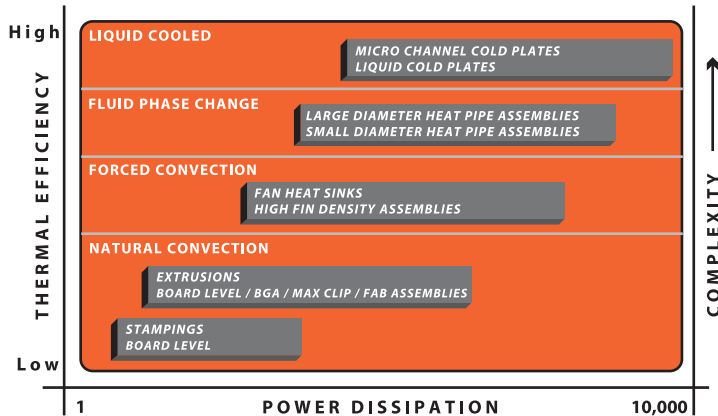 High
THERMAL EFFICIENCY
Low
LIQUID COOLED
MICRO CHANNEL COLD PLATES
LIQUID COLD PLATES
FLUID PHASE CHANGE
LARGE DIAMETER HEAT PIPE ASSEMBLIES
SMALL DIAMETER HEAT PIPE ASSEMBLIES
FORCED CONVECTION
FAN HEAT SINKS
HIGH FIN DENSITY ASSEMBLIES
NATURAL CONVECTION
EXTRUSIONS
BOARD LEVEL / BGA / MAX CLIP / FAB ASSEMBLIES
STAMPINGS
BOARD LEVEL
COMPLEXITY
1 POWER DISSIPATION 10,000